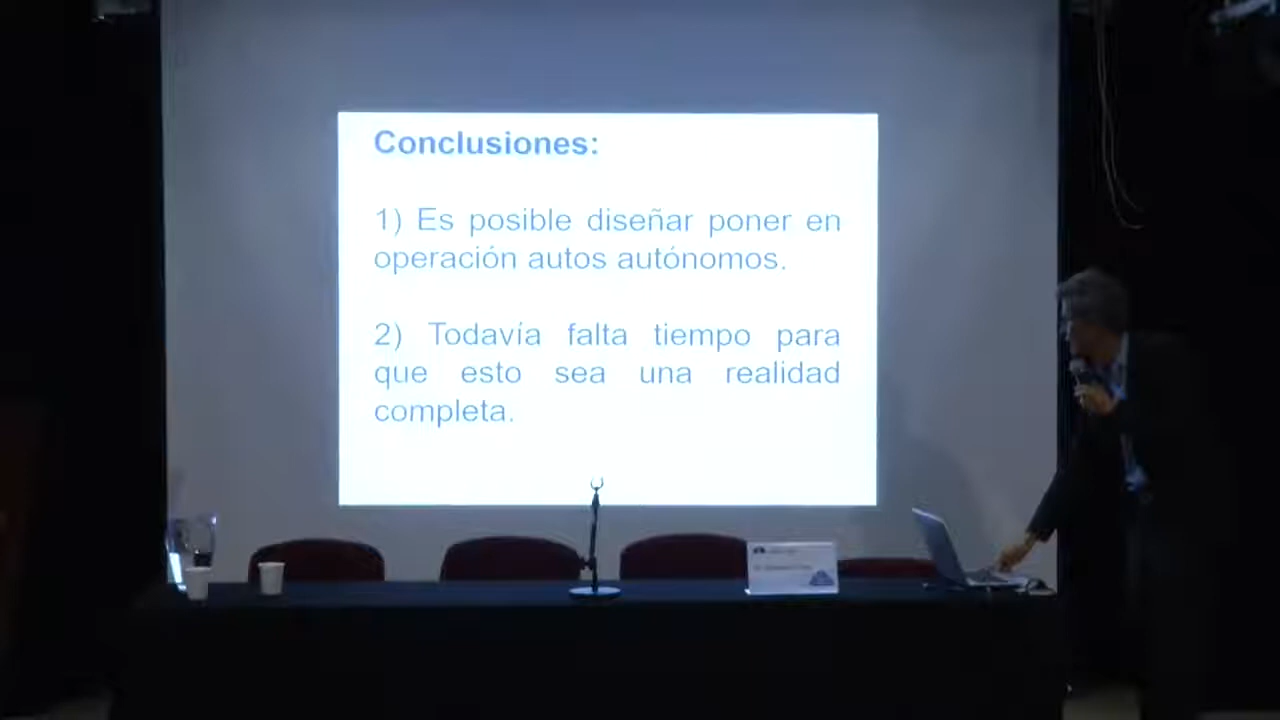 Conclusiones:
1) Es posible diseñar poner en
operación autos autónomos.
2) Todavía falta tiempo para
que esto sea una realidad
completa.